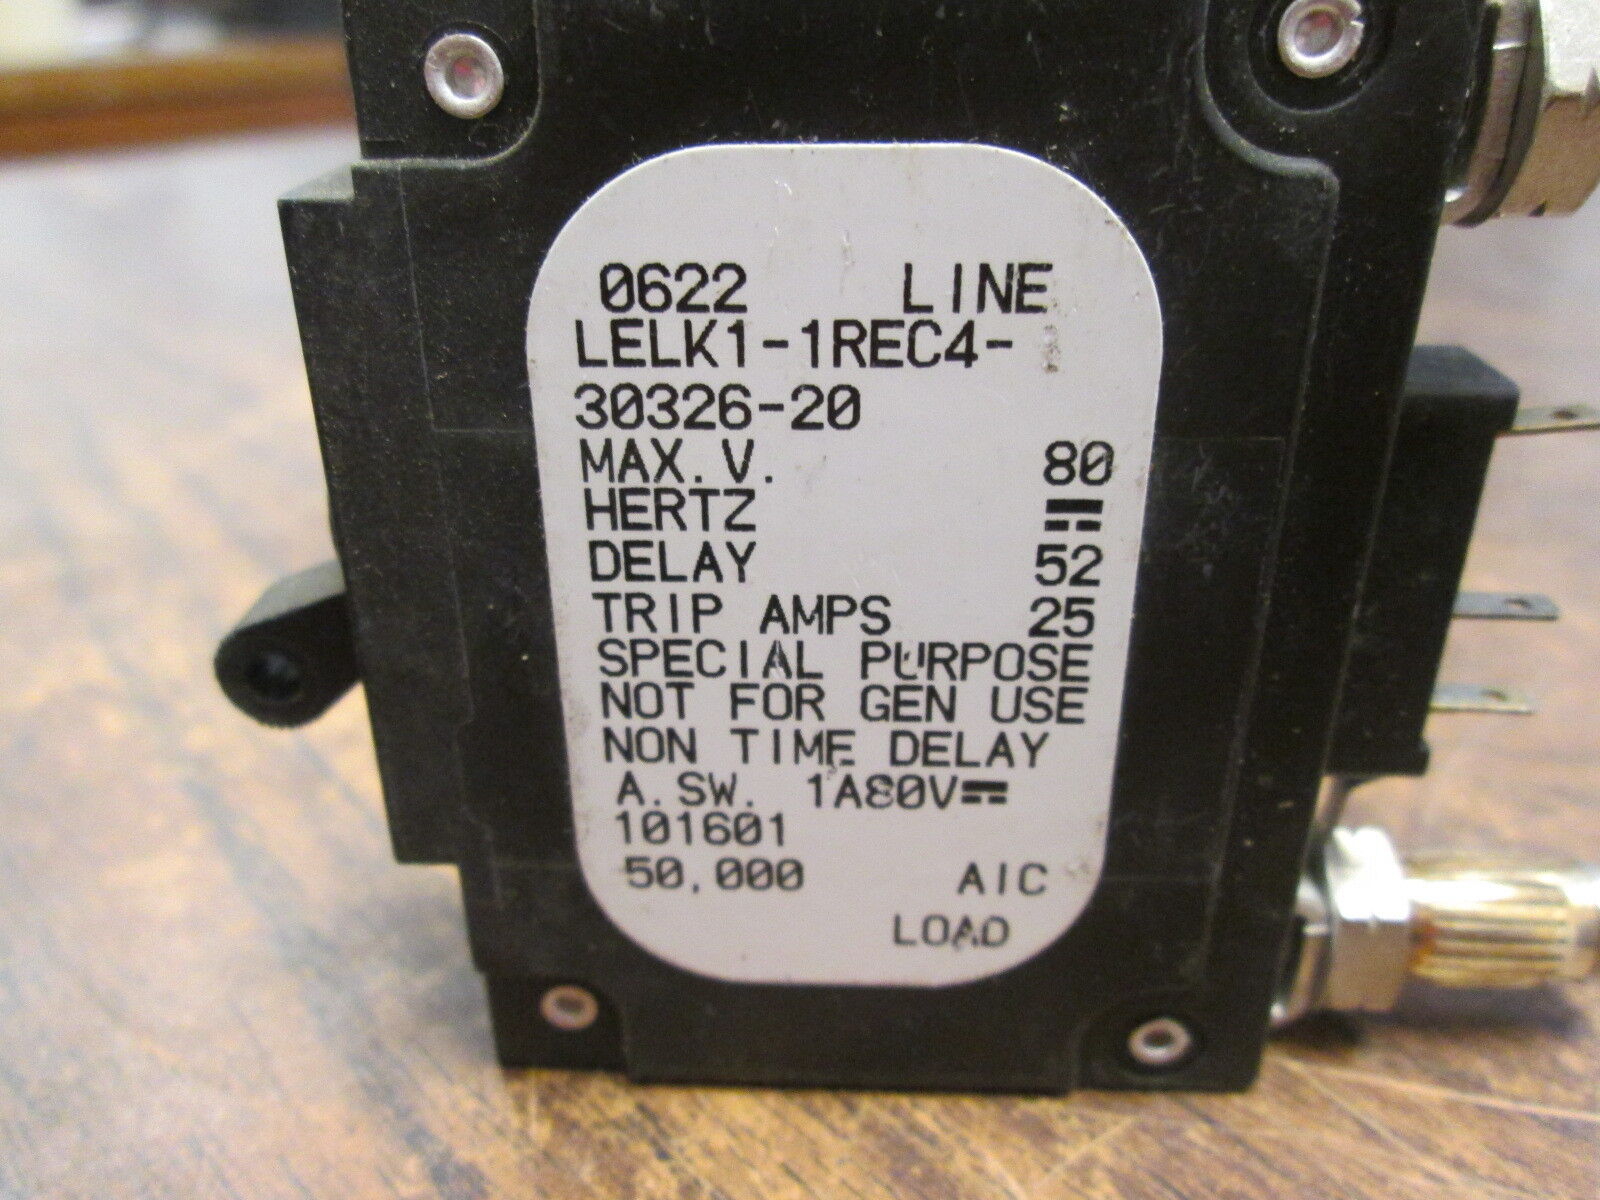 0622 LINE
LELK1-1REC4-
30326-20
MAX.V. 80
HERTZ ⎓
DELAY 52
TRIP AMPS 25
SPECIAL PURPOSE
NOT FOR GEN USE
NON TIME DELAY
A.SW. 1A80V⎓
101601
50,000 AIC
LOAD